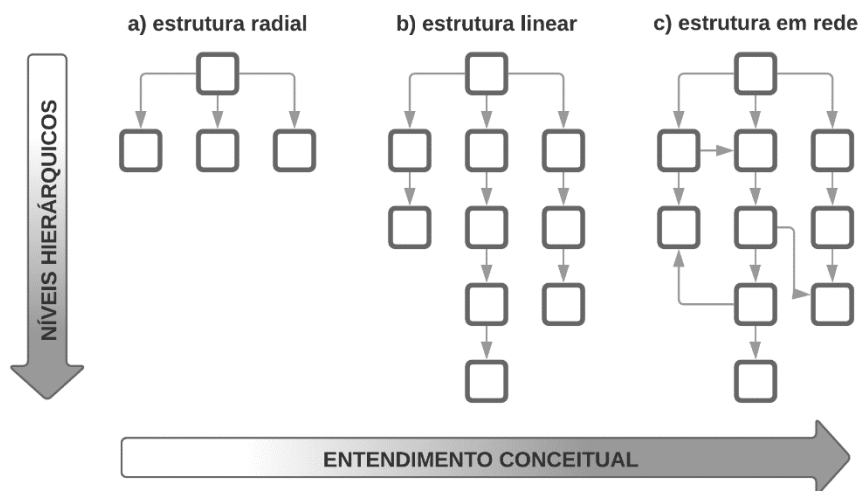 a) estrutura radial
b) estrutura linear
c) estrutura em rede
NÍVEIS HIERÁRQUICOS
ENTENDIMENTO CONCEITUAL